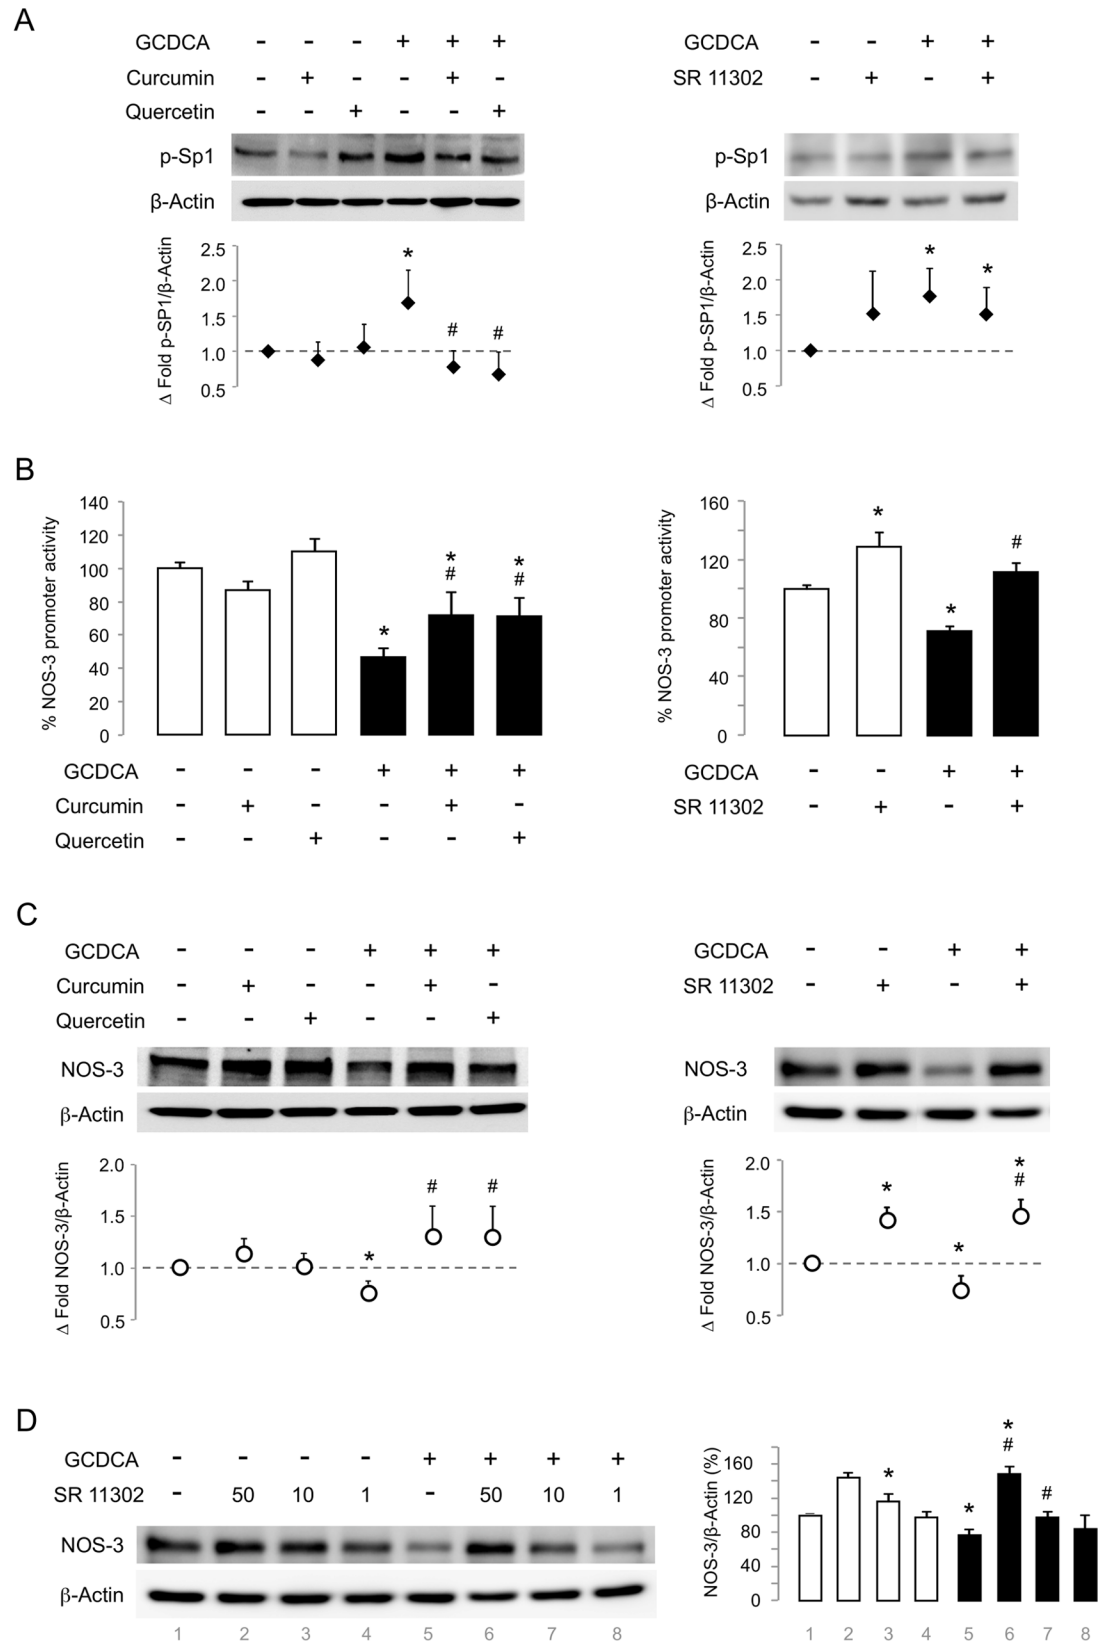 A
GCDCA - - - + + +
Curcumin - + - - + -
Quercetin - - + - - +
p-Sp1
β-Actin
Δ Fold p-SP1/β-Actin
2.5
2.0
1.5
1.0
0.5
*
#
#
GCDCA - - + +
SR 11302 - + - +
p-Sp1
β-Actin
Δ Fold p-SP1/β-Actin
2.5
2.0
1.5
1.0
0.5
*
*
B
% NOS-3 promoter activity
140
120
100
80
60
40
20
0
*
*
#
*
#
GCDCA - - - + + +
Curcumin - + - - + -
Quercetin - - + - - +
% NOS-3 promoter activity
160
120
80
40
0
*
*
#
GCDCA - - + +
SR 11302 - + - +
C
GCDCA - - - + + +
Curcumin - + - - + -
Quercetin - - + - - +
NOS-3
β-Actin
Δ Fold NOS-3/β-Actin
2.0
1.5
1.0
0.5
*
#
#
GCDCA - - + +
SR 11302 - + - +
NOS-3
β-Actin
Δ Fold NOS-3/β-Actin
2.0
1.5
1.0
0.5
*
*
*
#
D
GCDCA - - - - + + + +
SR 11302 - 50 10 1 - 50 10 1
NOS-3
β-Actin
1 2 3 4 5 6 7 8
NOS-3/β-Actin (%)
160
120
80
40
0
*
*
*
#
#
1 2 3 4 5 6 7 8